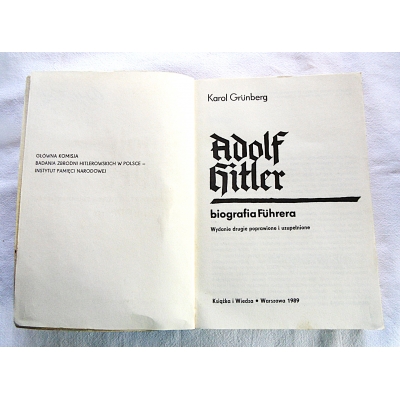 GŁÓWNA KOMISJA
BADANIA ZBRODNI HITLEROWSKICH W POLSCE –
INSTYTUT PAMIĘCI NARODOWEJ
Karol Grünberg
Adolf
Hitler
biografia Führera
Wydanie drugie poprawione i uzupełnione
Książka i Wiedza • Warszawa 1989